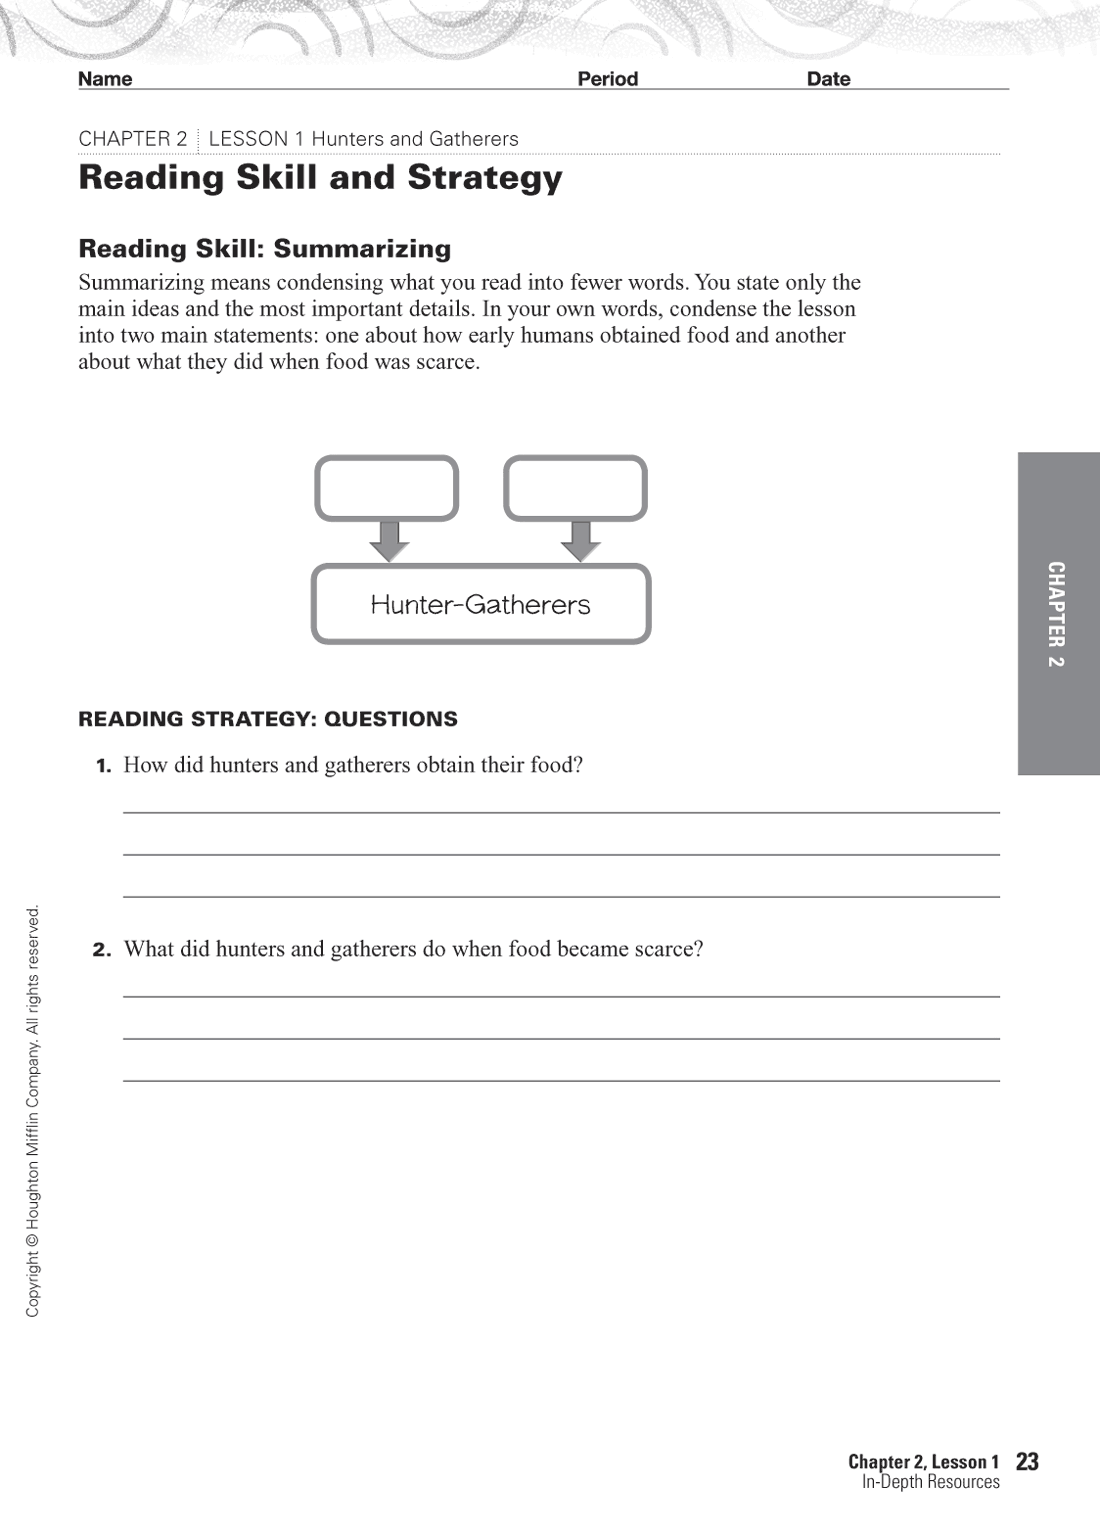 Name Period Date
CHAPTER 2 LESSON 1 Hunters and Gatherers
Reading Skill and Strategy
Reading Skill: Summarizing
Summarizing means condensing what you read into fewer words. You state only the
main ideas and the most important details. In your own words, condense the lesson
into two main statements: one about how early humans obtained food and another
about what they did when food was scarce.
Hunter-Gatherers
CHAPTER 2
READING STRATEGY: QUESTIONS
1. How did hunters and gatherers obtain their food?
2. What did hunters and gatherers do when food became scarce?
Copyright © Houghton Mifflin Company. All rights reserved.
Chapter 2, Lesson 1 23
In-Depth Resources